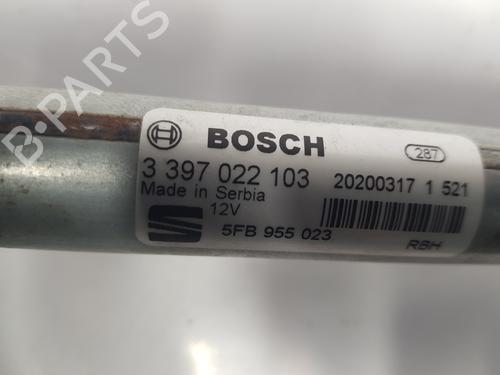 BOSCH
287
3 397 022 103
20200317 1 521
Made in Serbia
12V
5FB 955 023
RBH
B-PARTS